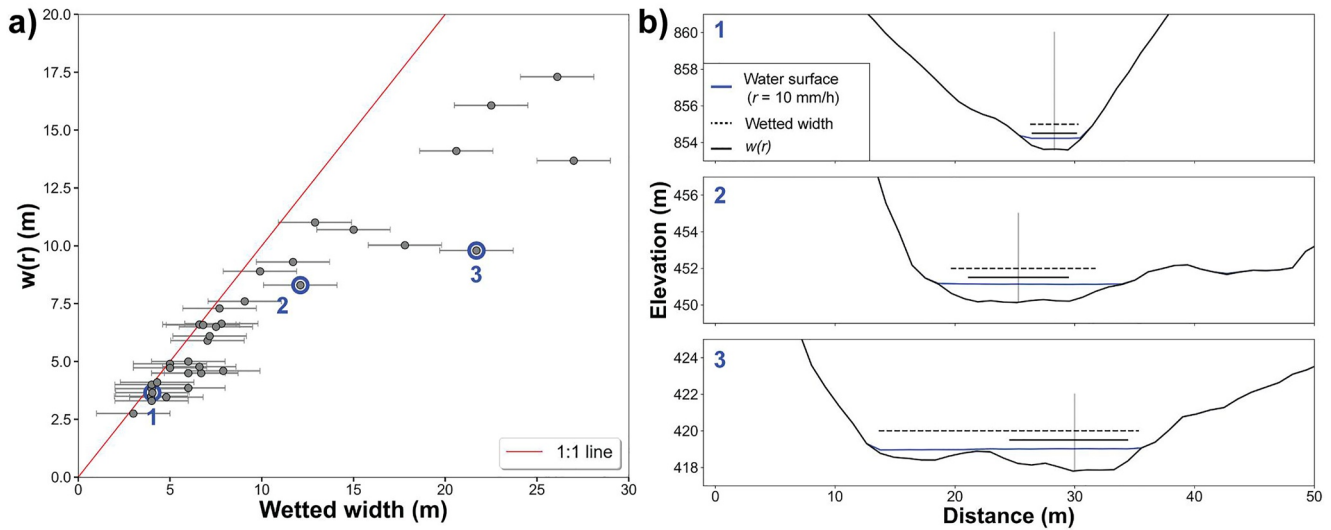 a)
20.0
17.5
15.0
12.5
10.0
7.5
5.0
2.5
0.0
w(r) (m)
1
2
3
1:1 line
0 5 10 15 20 25 30
Wetted width (m)
b)
1
860
858
856
854
Water surface
(r = 10 mm/h)
Wetted width
w(r)
2
456
454
452
450
Elevation (m)
3
424
422
420
418
0 10 20 30 40 50
Distance (m)